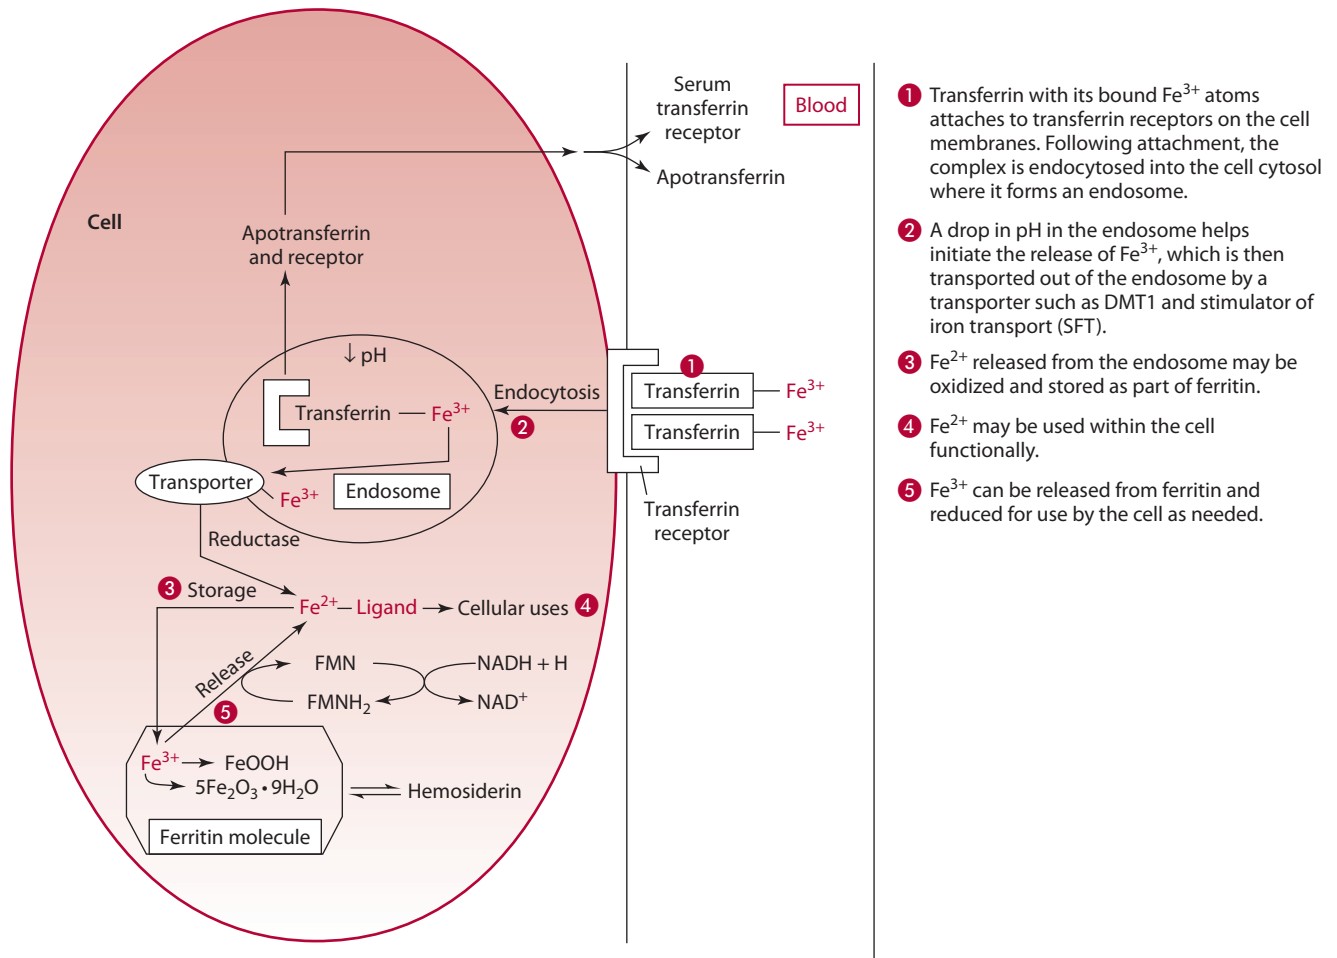 Serum
transferrin
receptor
Blood
Apotransferrin
Cell
Apotransferrin
and receptor
↓ pH
Transferrin — Fe³⁺
Endocytosis
2
1
Transferrin — Fe³⁺
Transferrin — Fe³⁺
Transporter
Fe³⁺
Endosome
Transferrin
receptor
Reductase
3 Storage
Fe²⁺— Ligand → Cellular uses 4
Release
5
FMN
NADH + H
FMNH₂
NAD⁺
Fe³⁺ → FeOOH
5Fe₂O₃ • 9H₂O
Hemosiderin
Ferritin molecule
1 Transferrin with its bound Fe³⁺ atoms
attaches to transferrin receptors on the cell
membranes. Following attachment, the
complex is endocytosed into the cell cytosol
where it forms an endosome.
2 A drop in pH in the endosome helps
initiate the release of Fe³⁺, which is then
transported out of the endosome by a
transporter such as DMT1 and stimulator of
iron transport (SFT).
3 Fe²⁺ released from the endosome may be
oxidized and stored as part of ferritin.
4 Fe²⁺ may be used within the cell
functionally.
5 Fe³⁺ can be released from ferritin and
reduced for use by the cell as needed.